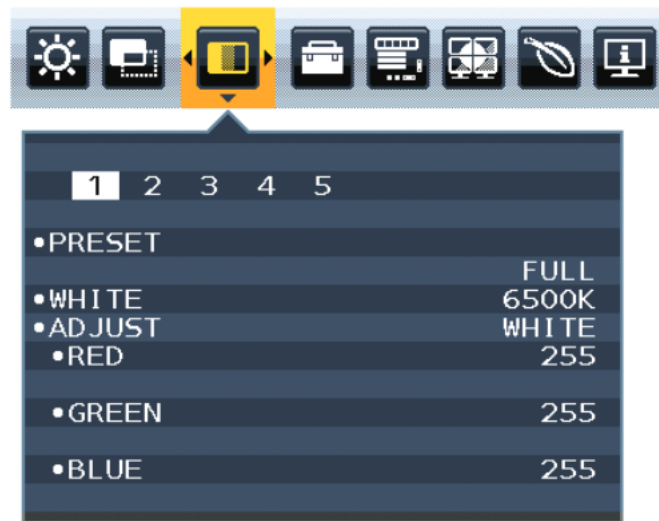 1 2 3 4 5
•PRESET
FULL
•WHITE 6500K
•ADJUST WHITE
•RED 255
•GREEN 255
•BLUE 255